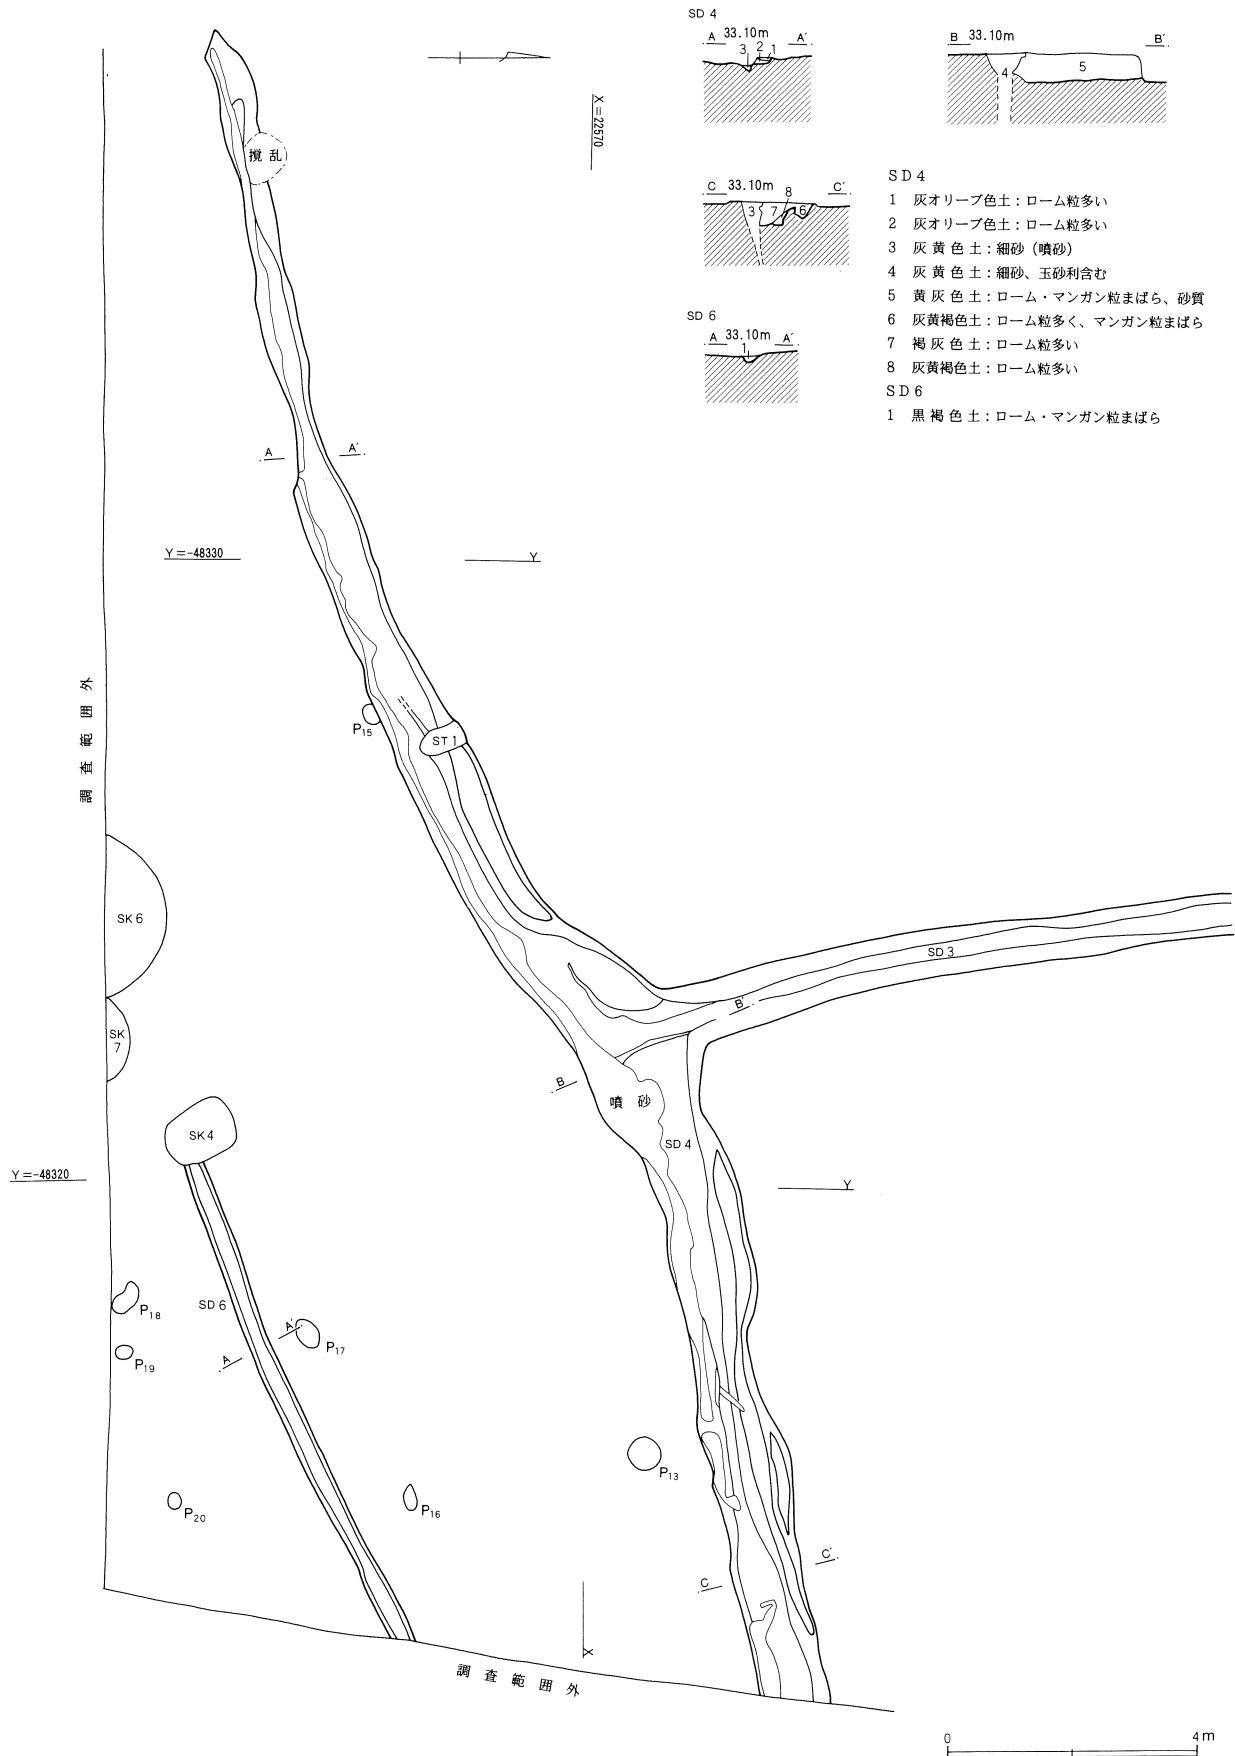 SD 4
A 33.10m A′
3 2 1
B 33.10m B′
4 5
C 33.10m C′
8
3 7 6
SD 6
A 33.10m A′
1
SD4
1 灰オリーブ色土：ローム粒多い
2 灰オリーブ色土：ローム粒多い
3 灰黄色土：細砂（噴砂）
4 灰黄色土：細砂、玉砂利含む
5 黄灰色土：ローム・マンガン粒まばら、砂質
6 灰黄褐色土：ローム粒多く、マンガン粒まばら
7 褐灰色土：ローム粒多い
8 灰黄褐色土：ローム粒多い
SD6
1 黒褐色土：ローム・マンガン粒まばら
X=22570
撹乱
A A′
Y=-48330
Y
調査範囲外
P15
ST1
SK6
SD3
B′
SK
7
B
噴砂
SK4
SD4
Y=-48320
Y
P18
SD6
A′
P17
P19
A
P13
P20
P16
C′
C
X
調査範囲外
0 4m